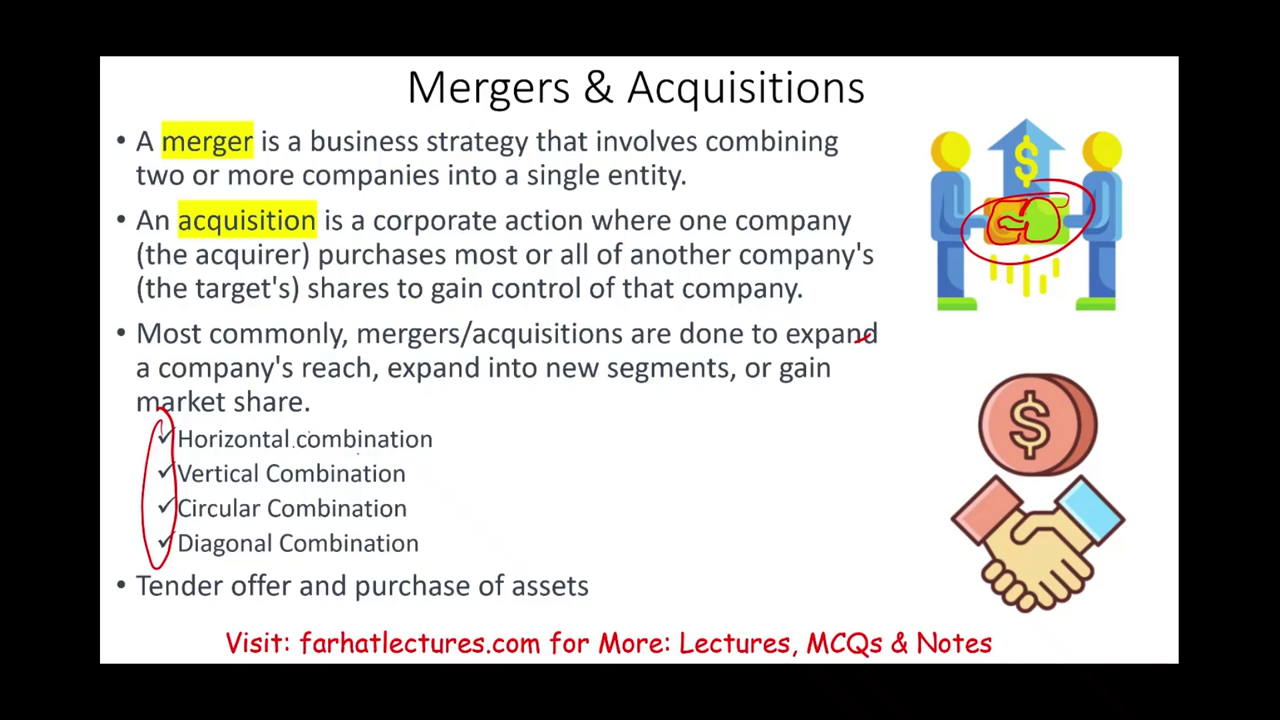 Mergers & Acquisitions
• A merger is a business strategy that involves combining
two or more companies into a single entity.
• An acquisition is a corporate action where one company
(the acquirer) purchases most or all of another company's
(the target's) shares to gain control of that company.
• Most commonly, mergers/acquisitions are done to expand
a company's reach, expand into new segments, or gain
market share.
✓ Horizontal combination
✓ Vertical Combination
✓ Circular Combination
✓ Diagonal Combination
• Tender offer and purchase of assets
$
$
Visit: farhatlectures.com for More: Lectures, MCQs & Notes